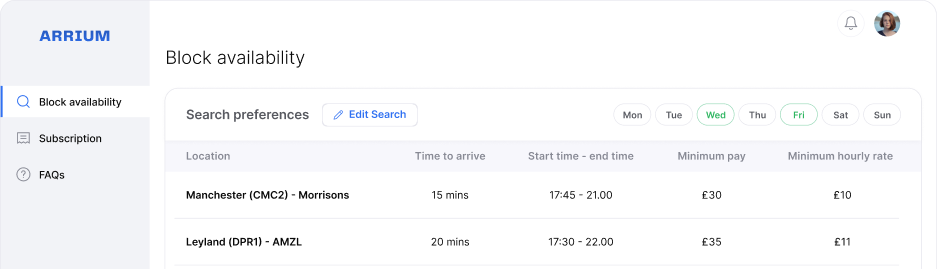 ARRIUM
Block availability
Block availability
Subscription
FAQs
Search preferences Edit Search Mon Tue Wed Thu Fri Sat Sun
Location Time to arrive Start time - end time Minimum pay Minimum hourly rate
Manchester (CMC2) - Morrisons 15 mins 17:45 - 21.00 £30 £10
Leyland (DPR1) - AMZL 20 mins 17:30 - 22.00 £35 £11